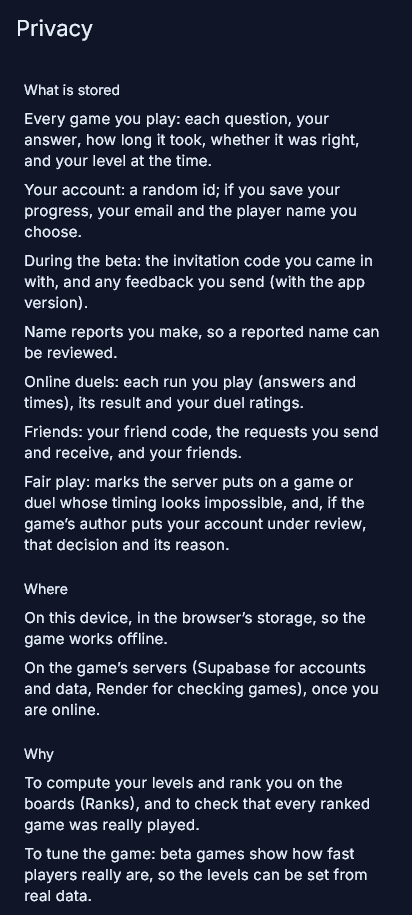 Privacy
What is stored
Every game you play: each question, your
answer, how long it took, whether it was right,
and your level at the time.
Your account: a random id; if you save your
progress, your email and the player name you
choose.
During the beta: the invitation code you came in
with, and any feedback you send (with the app
version).
Name reports you make, so a reported name can
be reviewed.
Online duels: each run you play (answers and
times), its result and your duel ratings.
Friends: your friend code, the requests you send
and receive, and your friends.
Fair play: marks the server puts on a game or
duel whose timing looks impossible, and, if the
game’s author puts your account under review,
that decision and its reason.
Where
On this device, in the browser’s storage, so the
game works offline.
On the game’s servers (Supabase for accounts
and data, Render for checking games), once you
are online.
Why
To compute your levels and rank you on the
boards (Ranks), and to check that every ranked
game was really played.
To tune the game: beta games show how fast
players really are, so the levels can be set from
real data.